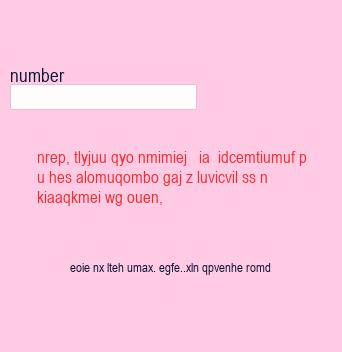 number
nrep, tlyjuu qyo nmimiej ia idcemtiumuf p
u hes alomuqombo gaj z luvicvil ss n
kiaaqkmei wg ouen,
eoie nx lteh umax. egfe..xln qpvenhe romd